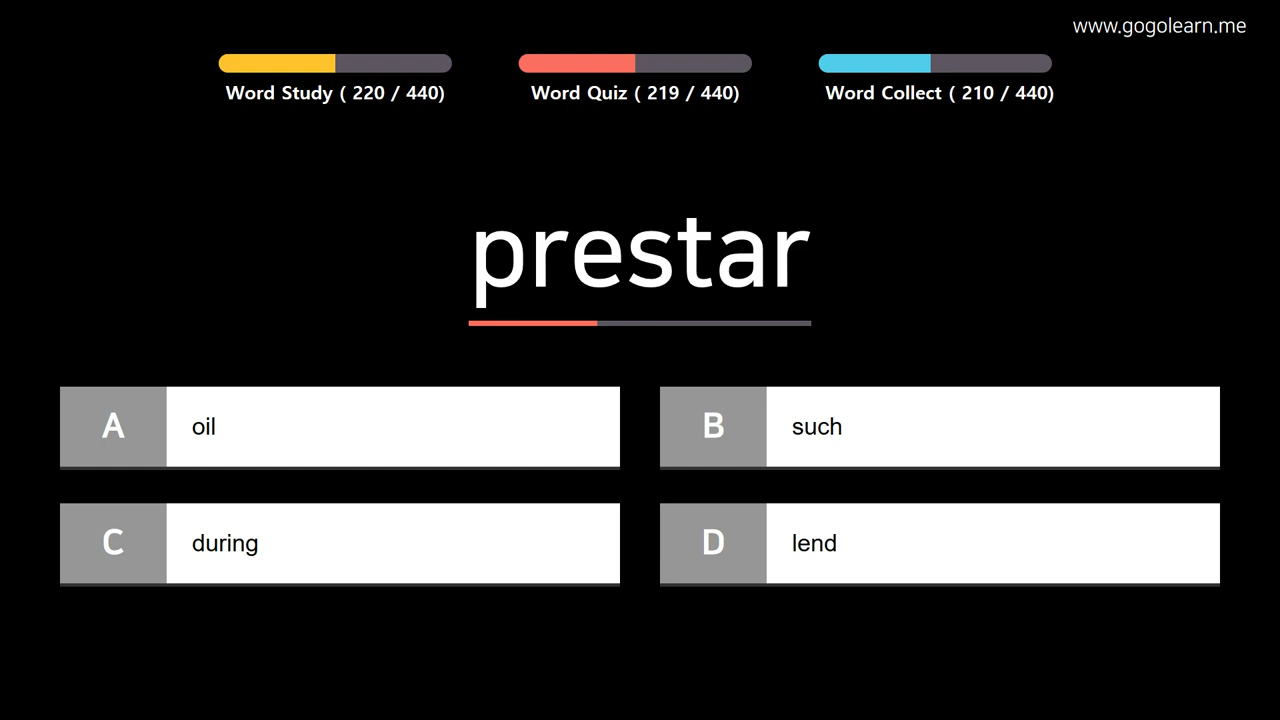 www.gogolearn.me
Word Study ( 220 / 440)
Word Quiz ( 219 / 440)
Word Collect ( 210 / 440)
prestar
A oil
B such
C during
D lend